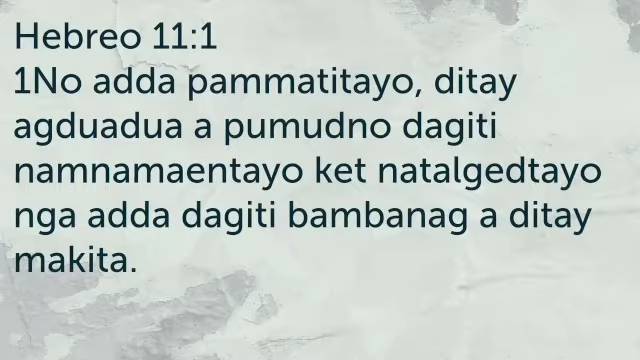 Hebreo 11:1
1No adda pammatitayo, ditay
agduadua a pumudno dagiti
namnamaentayo ket natalgedtayo
nga adda dagiti bambanag a ditay
makita.